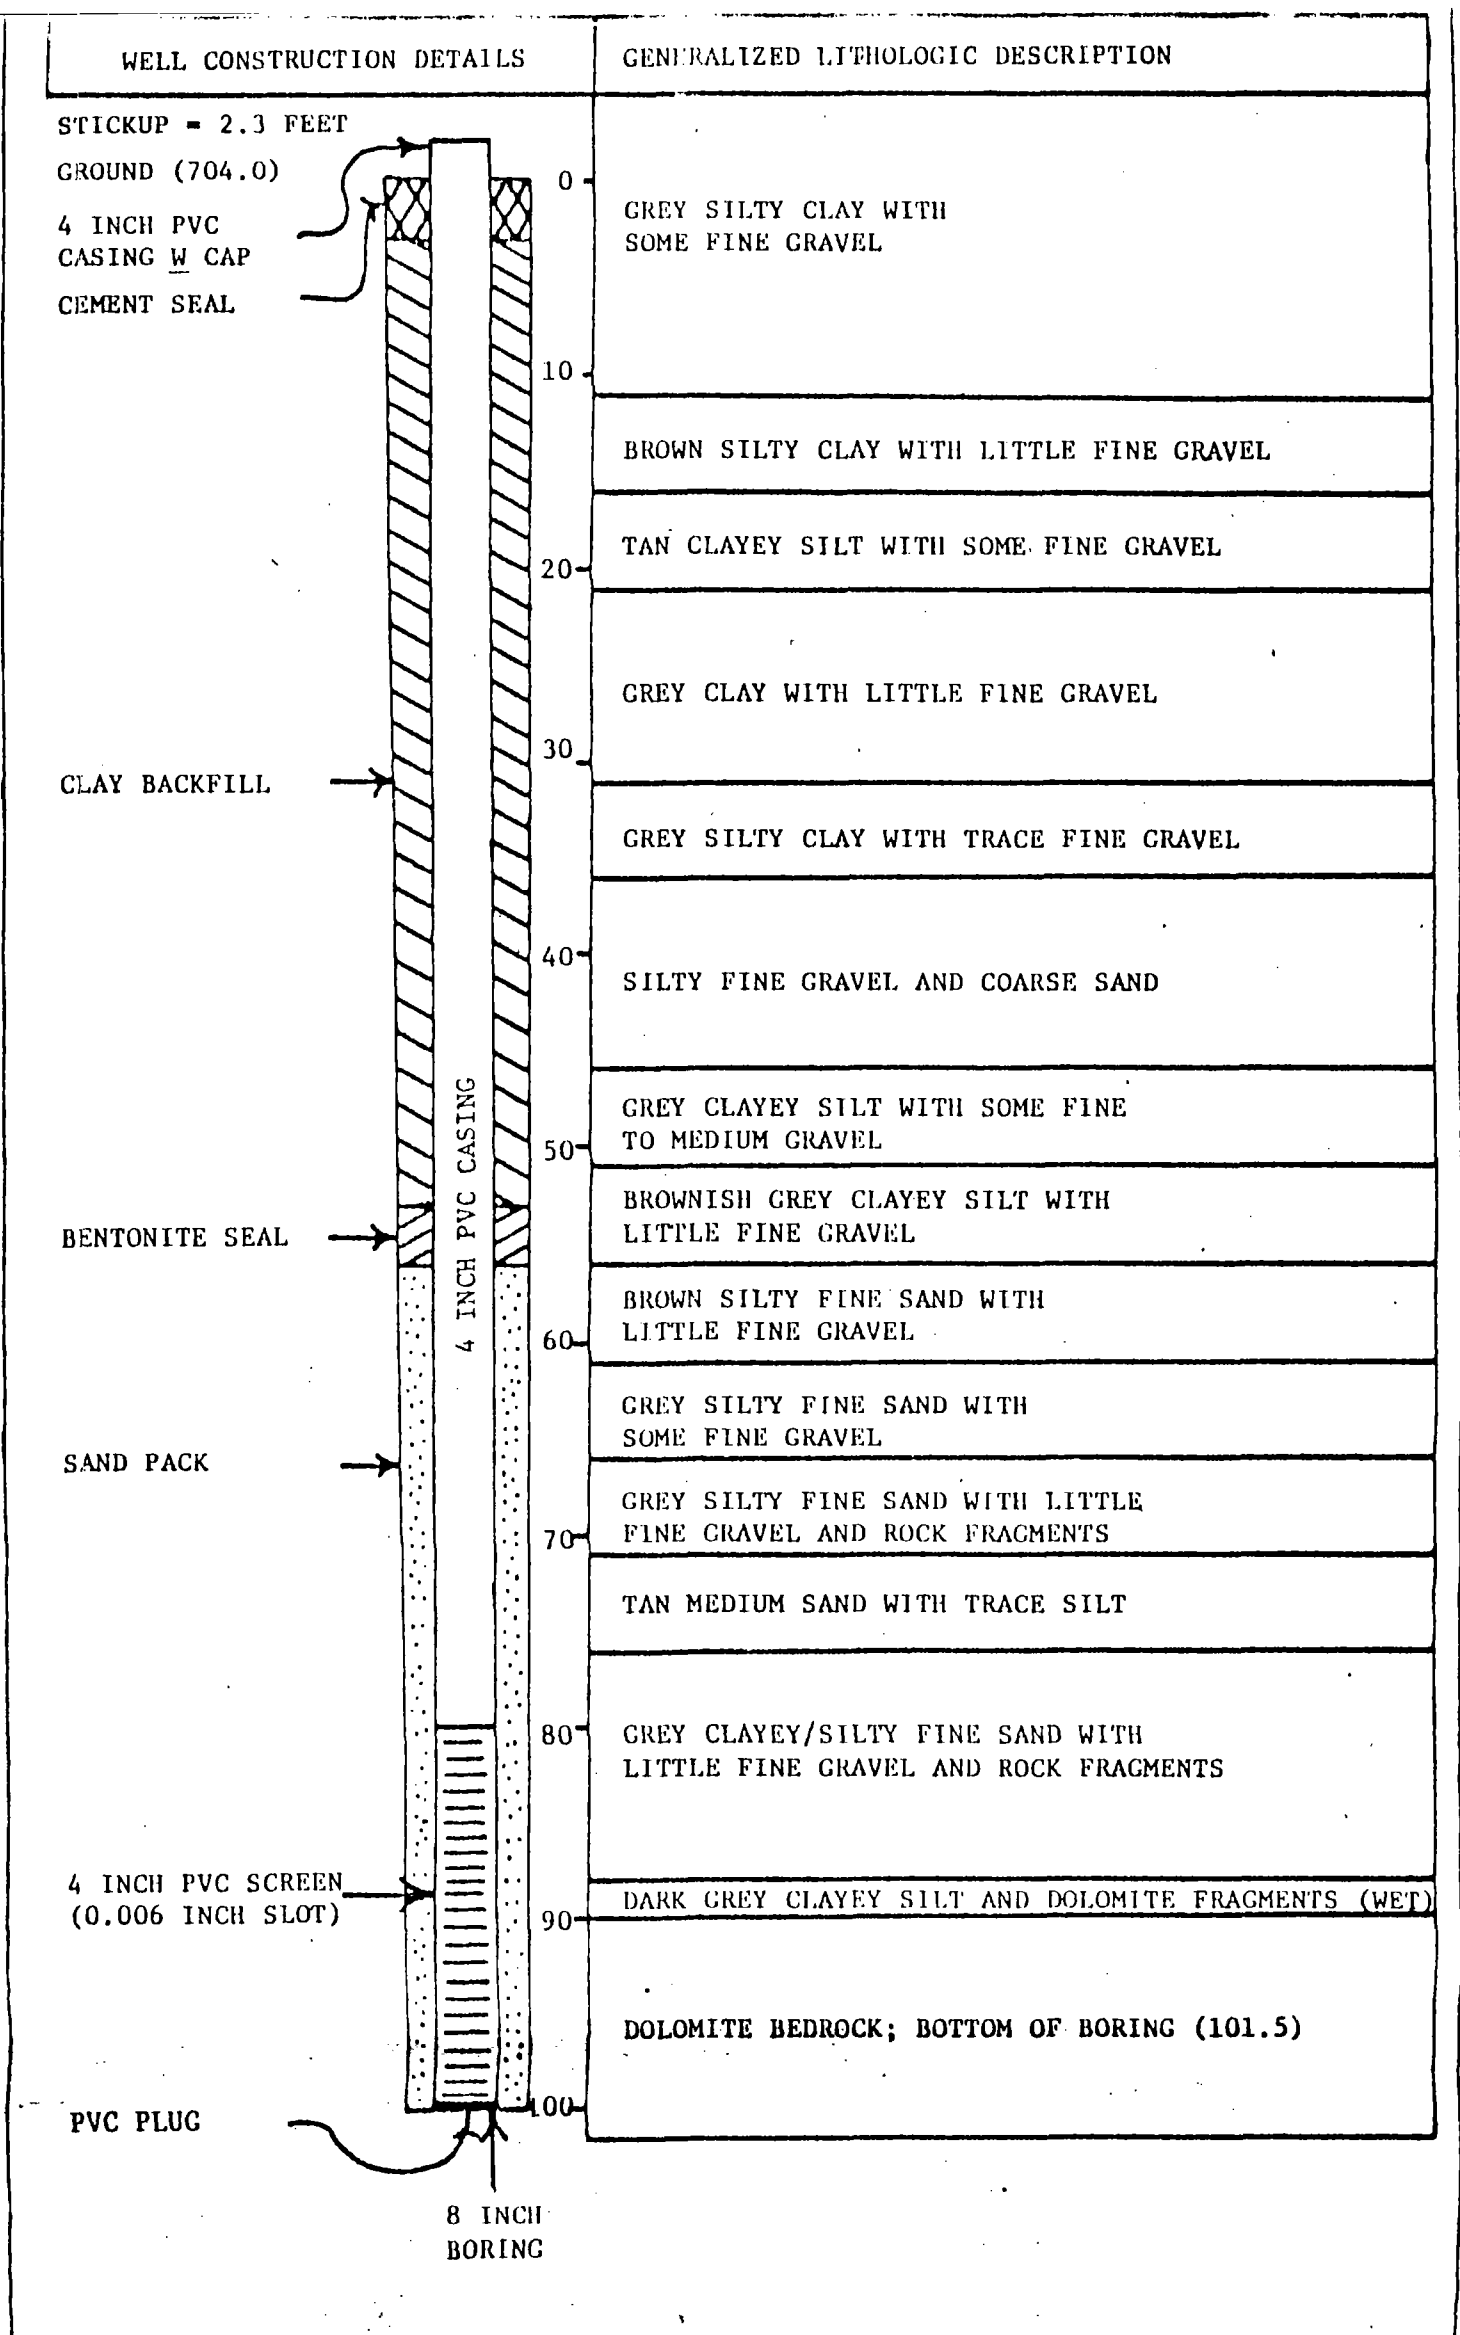 WELL CONSTRUCTION DETAILS
GENERALIZED LITHOLOGIC DESCRIPTION
STICKUP = 2.3 FEET
GROUND (704.0)
4 INCH PVC
CASING W CAP
CEMENT SEAL
CLAY BACKFILL
BENTONITE SEAL
SAND PACK
4 INCH PVC SCREEN
(0.006 INCH SLOT)
PVC PLUG
8 INCH
BORING
4 INCH PVC CASING
0
10
20
30
40
50
60
70
80
90
100
GREY SILTY CLAY WITH
SOME FINE GRAVEL
BROWN SILTY CLAY WITH LITTLE FINE GRAVEL
TAN CLAYEY SILT WITH SOME FINE GRAVEL
GREY CLAY WITH LITTLE FINE GRAVEL
GREY SILTY CLAY WITH TRACE FINE GRAVEL
SILTY FINE GRAVEL AND COARSE SAND
GREY CLAYEY SILT WITH SOME FINE
TO MEDIUM GRAVEL
BROWNISH GREY CLAYEY SILT WITH
LITTLE FINE GRAVEL
BROWN SILTY FINE SAND WITH
LITTLE FINE GRAVEL
GREY SILTY FINE SAND WITH
SOME FINE GRAVEL
GREY SILTY FINE SAND WITH LITTLE
FINE GRAVEL AND ROCK FRAGMENTS
TAN MEDIUM SAND WITH TRACE SILT
GREY CLAYEY/SILTY FINE SAND WITH
LITTLE FINE GRAVEL AND ROCK FRAGMENTS
DARK GREY CLAYEY SILT AND DOLOMITE FRAGMENTS (WET)
DOLOMITE BEDROCK; BOTTOM OF BORING (101.5)